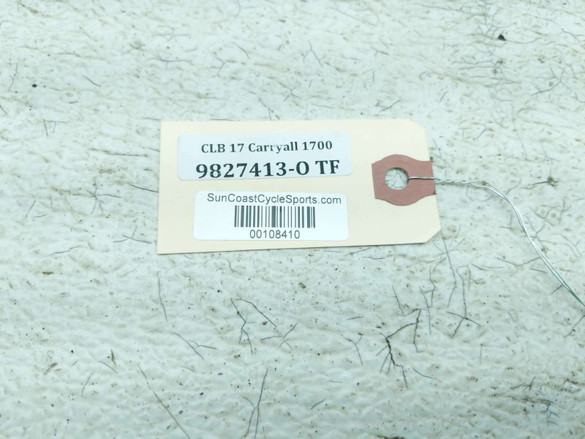 CLB 17 Carryall 1700
9827413-O TF
SunCoastCycleSports.com
00108410